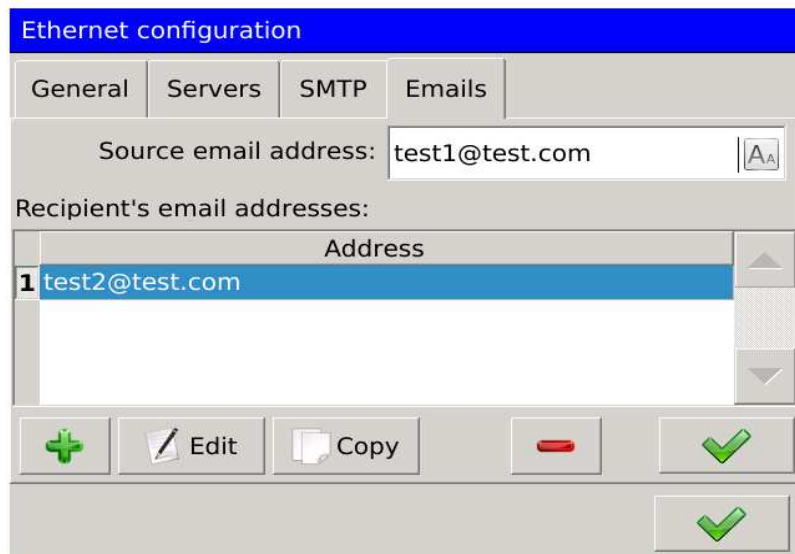 Ethernet configuration
General Servers SMTP Emails
Source email address: test1@test.com AA
Recipient's email addresses:
Address
1 test2@test.com
Edit Copy